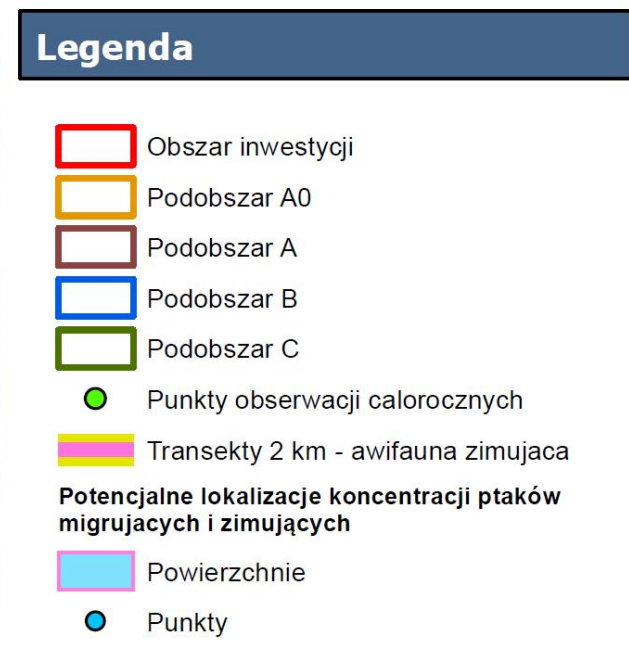 Legenda
Obszar inwestycji
Podobszar A0
Podobszar A
Podobszar B
Podobszar C
Punkty obserwacji calorocznych
Transekty 2 km - awifauna zimujaca
Potencjalne lokalizacje koncentracji ptaków
migrujacych i zimujących
Powierzchnie
Punkty